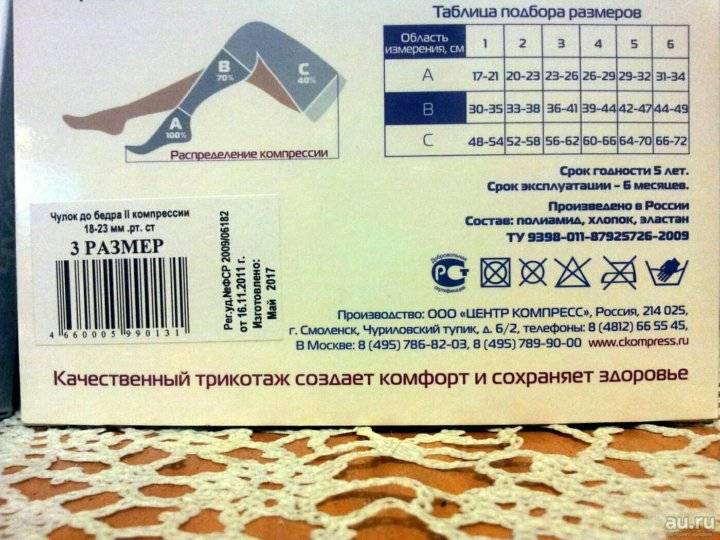 Таблица подбора размеров
Область измерения, см 1 2 3 4 5 6
A 17-21 20-23 23-26 26-29 29-32 31-34
B 30-35 33-38 36-41 39-44 42-47 44-49
C 48-54 52-58 56-62 60-66 64-70 66-72
B
70%
C
40%
A
100%
Распределение компрессии
Срок годности 5 лет.
Срок эксплуатации – 6 месяцев.
Произведено в России
Состав: полиамид, хлопок, эластан
ТУ 9398-011-87925726-2009
Чулок до бедра II компрессии
18-23 мм .рт. ст
3 РАЗМЕР
4 660005 990131
Рег.уд.№ФСР 2009/06182
от 16.11.2011 г.
Изготовлено:
Май 2017
Добровольная
сертификация
Производство: ООО «ЦЕНТР КОМПРЕСС», Россия, 214 025,
г. Смоленск, Чуриловский тупик, д. 6/2, телефоны: 8 (4812) 66 55 45,
В Москве: 8 (495) 786-82-03, 8 (495) 789-90-00 www.ckompress.ru
Качественный трикотаж создает комфорт и сохраняет здоровье
au.ru